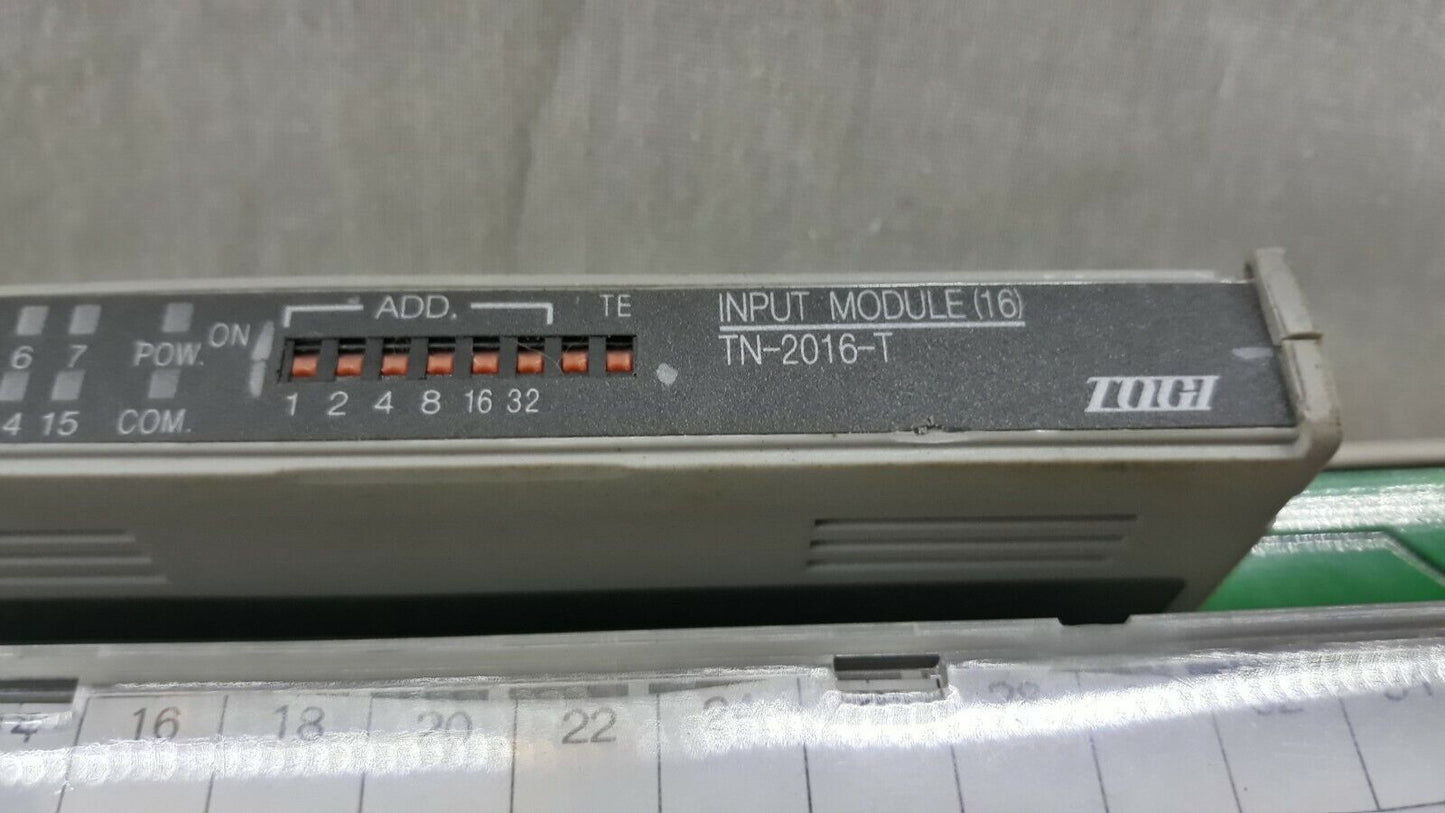 ADD. TE
ON
1 2 4 8 16 32
6 7 POW.
4 15 COM.
INPUT MODULE (16)
TN-2016-T
TOGI
16 18 20 22